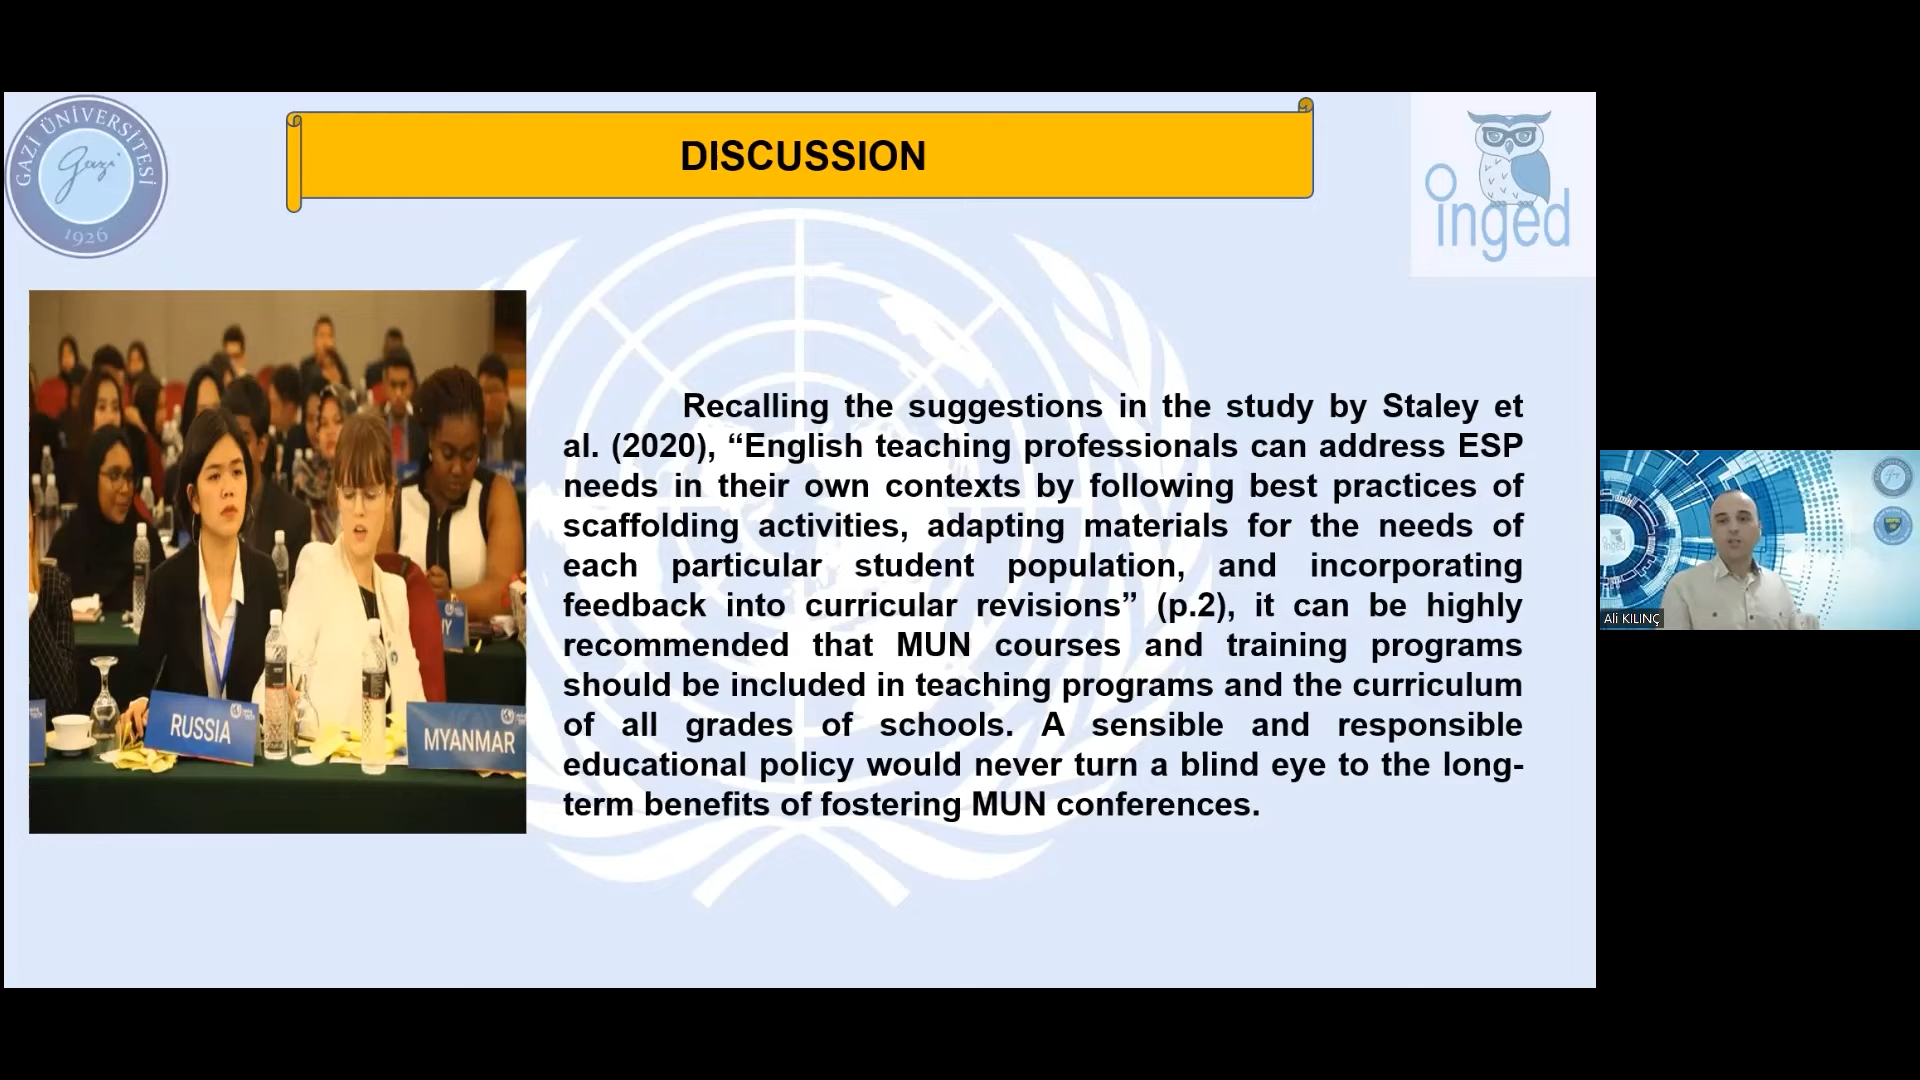 GAZİ ÜNİVERSİTESİ
Gazi
1926
DISCUSSION
inged
Recalling the suggestions in the study by Staley et
al. (2020), “English teaching professionals can address ESP
needs in their own contexts by following best practices of
scaffolding activities, adapting materials for the needs of
each particular student population, and incorporating
feedback into curricular revisions” (p.2), it can be highly
recommended that MUN courses and training programs
should be included in teaching programs and the curriculum
of all grades of schools. A sensible and responsible
educational policy would never turn a blind eye to the long-
term benefits of fostering MUN conferences.
RUSSIA
MYANMAR
Ali KILINÇ